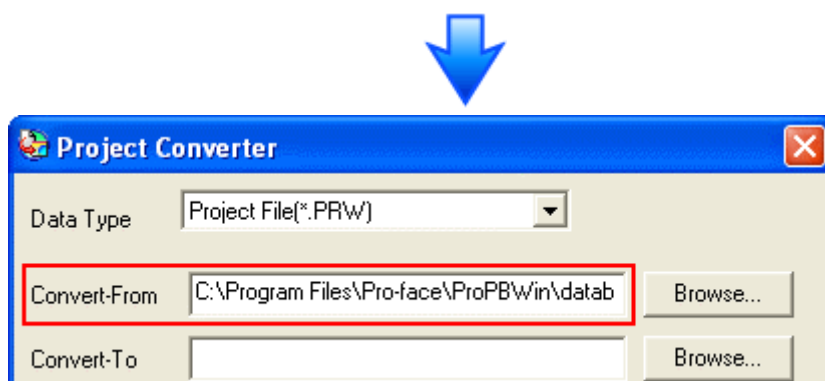 Project Converter
Data Type Project File(*.PRW)
Convert-From C:\Program Files\Pro-face\ProPBWin\datab Browse...
Convert-To Browse...